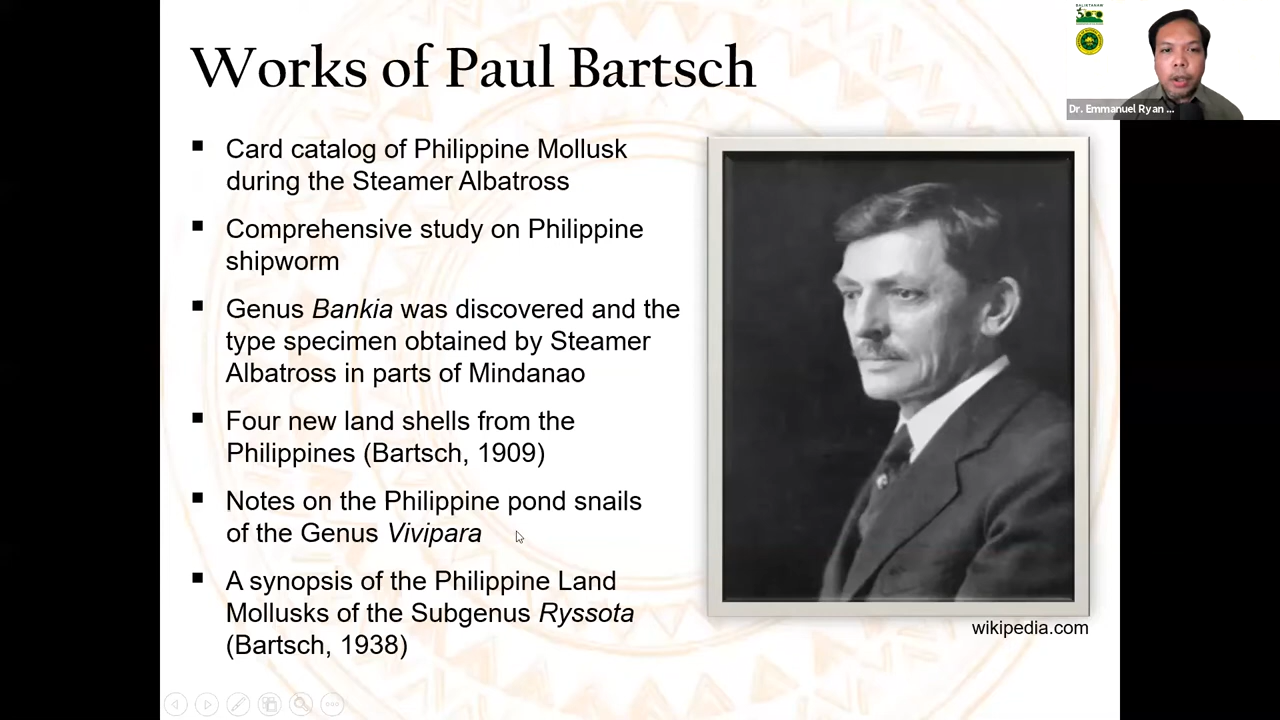 Works of Paul Bartsch
Card catalog of Philippine Mollusk
during the Steamer Albatross
Comprehensive study on Philippine
shipworm
Genus Bankia was discovered and the
type specimen obtained by Steamer
Albatross in parts of Mindanao
Four new land shells from the
Philippines (Bartsch, 1909)
Notes on the Philippine pond snails
of the Genus Vivipara
A synopsis of the Philippine Land
Mollusks of the Subgenus Ryssota
(Bartsch, 1938)
wikipedia.com
Dr. Emmanuel Ryan ...